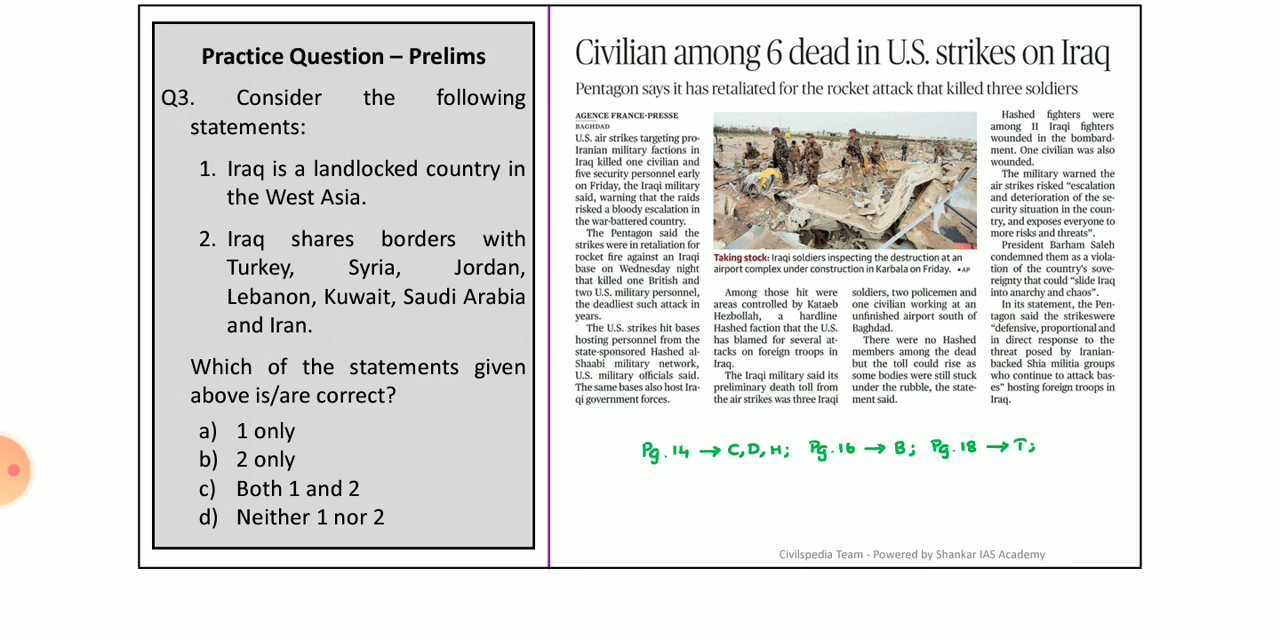 Practice Question – Prelims
Q3. Consider the following
statements:
1. Iraq is a landlocked country in
the West Asia.
2. Iraq shares borders with
Turkey, Syria, Jordan,
Lebanon, Kuwait, Saudi Arabia
and Iran.
Which of the statements given
above is/are correct?
a) 1 only
b) 2 only
c) Both 1 and 2
d) Neither 1 nor 2
Civilian among 6 dead in U.S. strikes on Iraq
Pentagon says it has retaliated for the rocket attack that killed three soldiers
AGENCE FRANCE-PRESSE
BAGHDAD
U.S. air strikes targeting pro-
Iranian military factions in
Iraq killed one civilian and
five security personnel early
on Friday, the Iraqi military
said, warning that the raids
risked a bloody escalation in
the war-battered country.
The Pentagon said the
strikes were in retaliation for
rocket fire against an Iraqi
base on Wednesday night
that killed one British and
two U.S. military personnel,
the deadliest such attack in
years.
The U.S. strikes hit bases
hosting personnel from the
state-sponsored Hashed al-
Shaabi military network,
U.S. military officials said.
The same bases also host Ira-
qi government forces.
Taking stock: Iraqi soldiers inspecting the destruction at an
airport complex under construction in Karbala on Friday. •AP
Among those hit were
areas controlled by Kataeb
Hezbollah, a hardline
Hashed faction that the U.S.
has blamed for several at-
tacks on foreign troops in
Iraq.
The Iraqi military said its
preliminary death toll from
the air strikes was three Iraqi
soldiers, two policemen and
one civilian working at an
unfinished airport south of
Baghdad.
There were no Hashed
members among the dead
but the toll could rise as
some bodies were still stuck
under the rubble, the state-
ment said.
Hashed fighters were
among 11 Iraqi fighters
wounded in the bombard-
ment. One civilian was also
wounded.
The military warned the
air strikes risked “escalation
and deterioration of the se-
curity situation in the coun-
try, and exposes everyone to
more risks and threats”.
President Barham Saleh
condemned them as a viola-
tion of the country's sove-
reignty that could “slide Iraq
into anarchy and chaos”.
In its statement, the Pen-
tagon said the strikeswere
“defensive, proportional and
in direct response to the
threat posed by Iranian-
backed Shia militia groups
who continue to attack bas-
es” hosting foreign troops in
Iraq.
Pg. 14 → C, D, H; Pg. 16 → B; Pg. 18 → T;
Civilspedia Team - Powered by Shankar IAS Academy